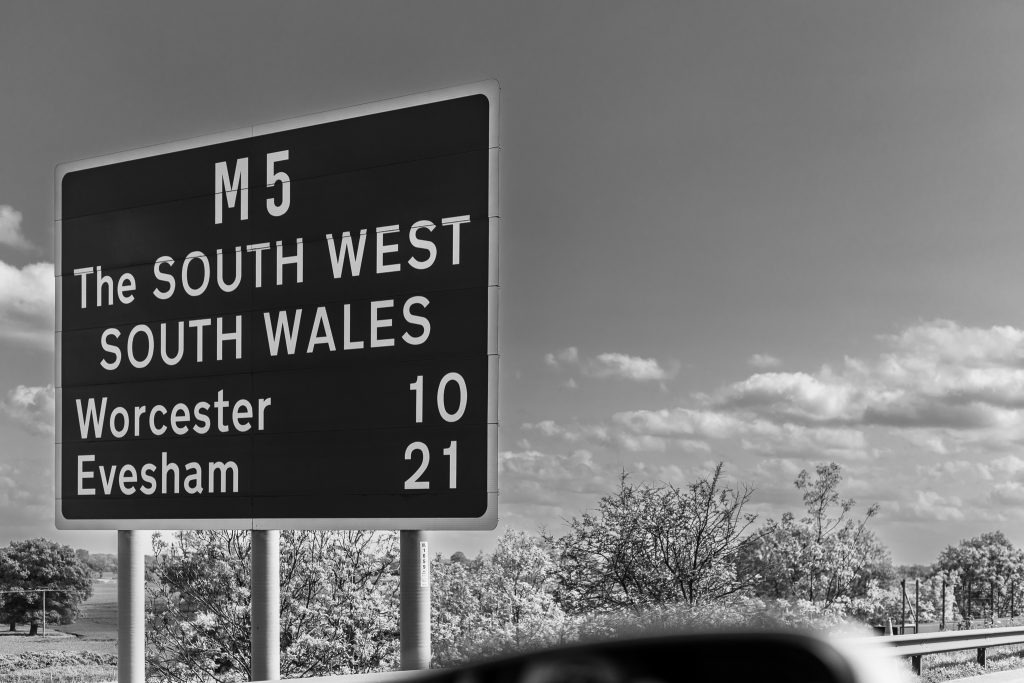 M5
The SOUTH WEST
SOUTH WALES
Worcester 10
Evesham 21